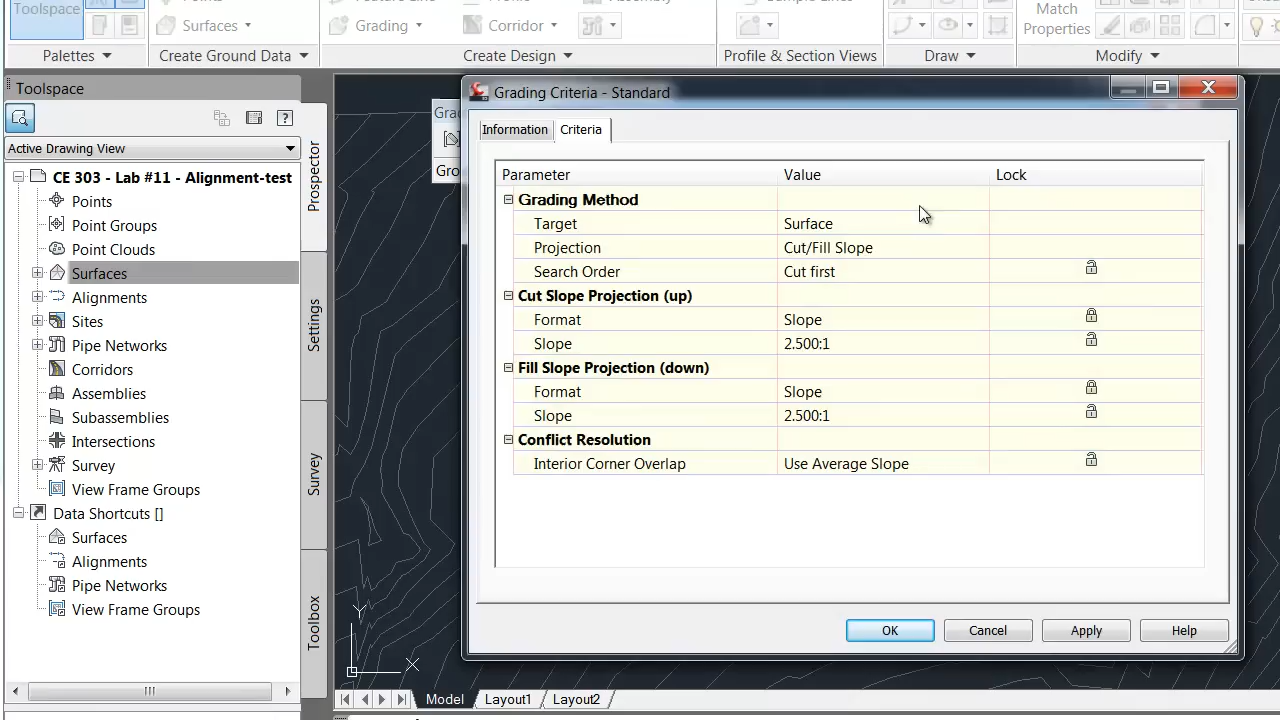 Toolspace
Points
Surfaces
Feature Line
Grading
Profile
Corridor
Assembly
Match
Properties
Palettes
Create Ground Data
Create Design
Profile & Section Views
Draw
Modify
Toolspace
Active Drawing View
CE 303 - Lab #11 - Alignment-test
Points
Point Groups
Point Clouds
Surfaces
Alignments
Sites
Pipe Networks
Corridors
Assemblies
Subassemblies
Intersections
Survey
View Frame Groups
Data Shortcuts []
Surfaces
Alignments
Pipe Networks
View Frame Groups
Prospector
Settings
Survey
Toolbox
Grading Criteria - Standard
Information
Criteria
Parameter Value Lock
Grading Method
Target Surface
Projection Cut/Fill Slope
Search Order Cut first
Cut Slope Projection (up)
Format Slope
Slope 2.500:1
Fill Slope Projection (down)
Format Slope
Slope 2.500:1
Conflict Resolution
Interior Corner Overlap Use Average Slope
OK Cancel Apply Help
Y
X
Model Layout1 Layout2